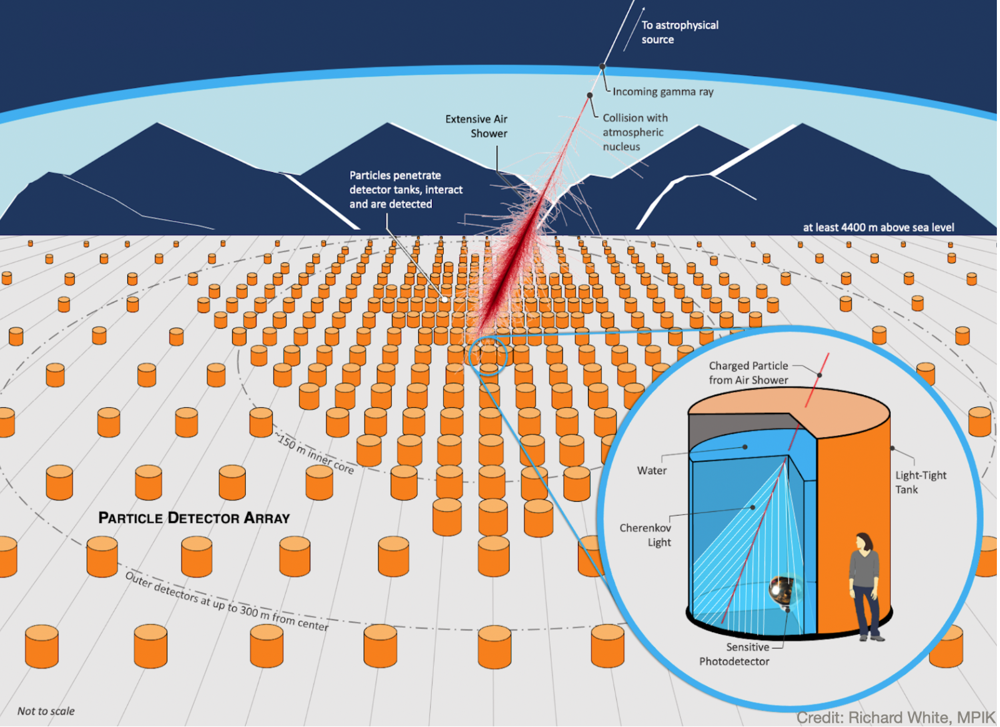 To astrophysical
source
Incoming gamma ray
Collision with
atmospheric
nucleus
Extensive Air
Shower
Particles penetrate
detector tanks, interact
and are detected
at least 4400 m above sea level
Charged Particle
from Air Shower
~150 m inner core
Water
Light-Tight
Tank
PARTICLE DETECTOR ARRAY
Cherenkov
Light
Outer detectors at up to 300 m from center
Sensitive
Photodetector
Not to scale
Credit: Richard White, MPIK